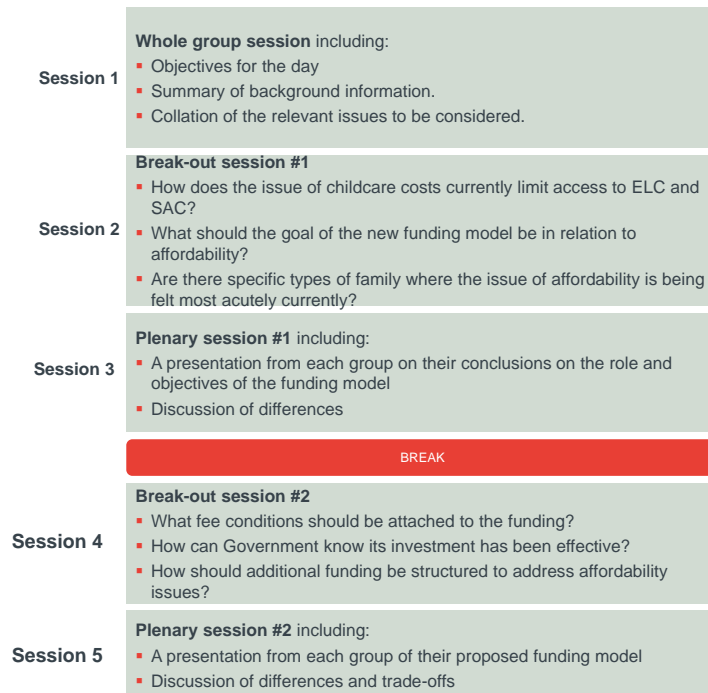 Session 1
Whole group session including:
▪ Objectives for the day
▪ Summary of background information.
▪ Collation of the relevant issues to be considered.
Session 2
Break-out session #1
▪ How does the issue of childcare costs currently limit access to ELC and
SAC?
▪ What should the goal of the new funding model be in relation to
affordability?
▪ Are there specific types of family where the issue of affordability is being
felt most acutely currently?
Session 3
Plenary session #1 including:
▪ A presentation from each group on their conclusions on the role and
objectives of the funding model
▪ Discussion of differences
BREAK
Session 4
Break-out session #2
▪ What fee conditions should be attached to the funding?
▪ How can Government know its investment has been effective?
▪ How should additional funding be structured to address affordability
issues?
Session 5
Plenary session #2 including:
▪ A presentation from each group of their proposed funding model
▪ Discussion of differences and trade-offs